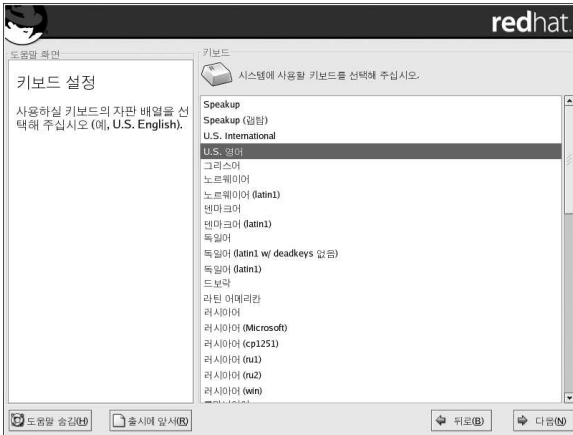 redhat.
도움말 화면
키보드 설정
사용하실 키보드의 자판 배열을 선
택해 주십시오 (예, U.S. English).
키보드
시스템에 사용할 키보드를 선택해 주십시오.
Speakup
Speakup (랩탑)
U.S. International
U.S. 영어
그리스어
노르웨이어
노르웨이어 (latin1)
덴마크어
덴마크어 (latin1)
독일어
독일어 (latin1 w/ deadkeys 없음)
독일어 (latin1)
드보락
라틴 어메리칸
러시아어
러시아어 (Microsoft)
러시아어 (cp1251)
러시아어 (ru1)
러시아어 (ru2)
러시아어 (win)
도움말 숨김(H)
출시에 앞서(R)
뒤로(B)
다음(N)